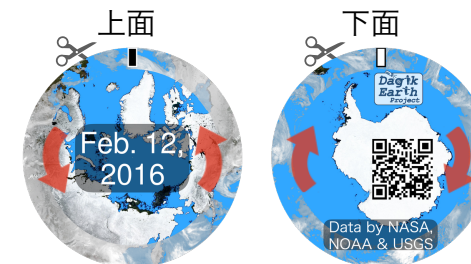 上面
下面
Feb. 12,
2016
Dagik
Earth
Project
Data by NASA,
NOAA & USGS